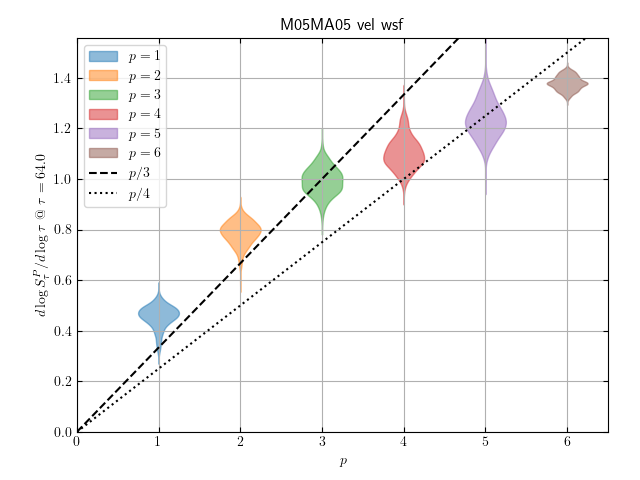 M05MA05 vel wsf
p = 1
p = 2
p = 3
p = 4
p = 5
p = 6
p/3
p/4
1.4
1.2
1.0
0.8
0.6
0.4
0.2
0.0
d log S_τ^P / d log τ @ τ = 64.0
0 1 2 3 4 5 6
p